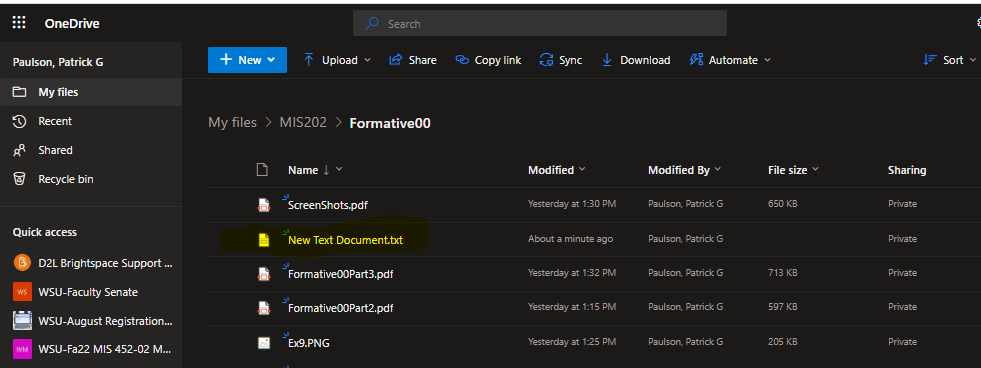 OneDrive
Search
Paulson, Patrick G
New Upload Share Copy link Sync Download Automate Sort
My files
Recent
Shared
Recycle bin
Quick access
D2L Brightspace Support ...
WS WSU-Faculty Senate
WSU-August Registration...
WM WSU-Fa22 MIS 452-02 M...
My files > MIS202 > Formative00
Name Modified Modified By File size Sharing
ScreenShots.pdf Yesterday at 1:30 PM Paulson, Patrick G 650 KB Private
New Text Document.txt About a minute ago Paulson, Patrick G Private
Formative00Part3.pdf Yesterday at 1:32 PM Paulson, Patrick G 713 KB Private
Formative00Part2.pdf Yesterday at 1:15 PM Paulson, Patrick G 597 KB Private
Ex9.PNG Yesterday at 1:25 PM Paulson, Patrick G 205 KB Private